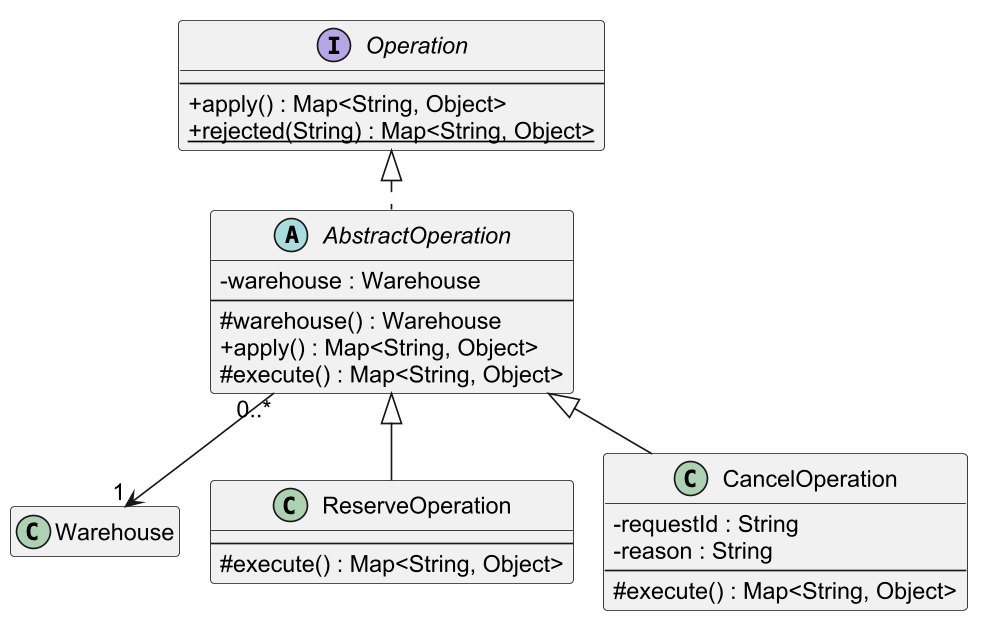 I Operation
+apply() : Map<String, Object>
+rejected(String) : Map<String, Object>
A AbstractOperation
-warehouse : Warehouse
#warehouse() : Warehouse
+apply() : Map<String, Object>
#execute() : Map<String, Object>
0..*
1
C Warehouse
C ReserveOperation
#execute() : Map<String, Object>
C CancelOperation
-requestId : String
-reason : String
#execute() : Map<String, Object>